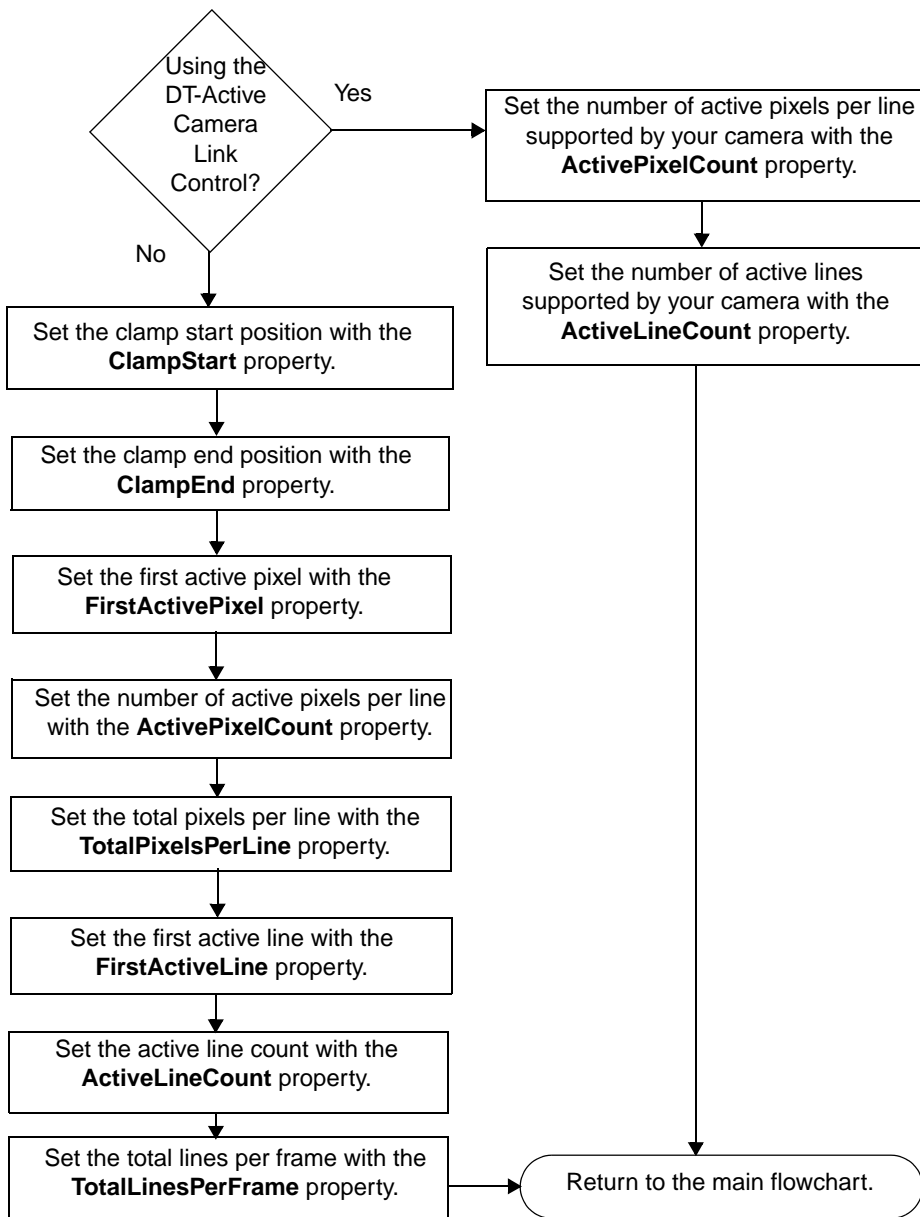 Using the
DT-Active
Camera
Link
Control?
Yes
Set the number of active pixels per line
supported by your camera with the
ActivePixelCount property.
Set the number of active lines
supported by your camera with the
ActiveLineCount property.
No
Set the clamp start position with the
ClampStart property.
Set the clamp end position with the
ClampEnd property.
Set the first active pixel with the
FirstActivePixel property.
Set the number of active pixels per line
with the ActivePixelCount property.
Set the total pixels per line with the
TotalPixelsPerLine property.
Set the first active line with the
FirstActiveLine property.
Set the active line count with the
ActiveLineCount property.
Set the total lines per frame with the
TotalLinesPerFrame property.
Return to the main flowchart.